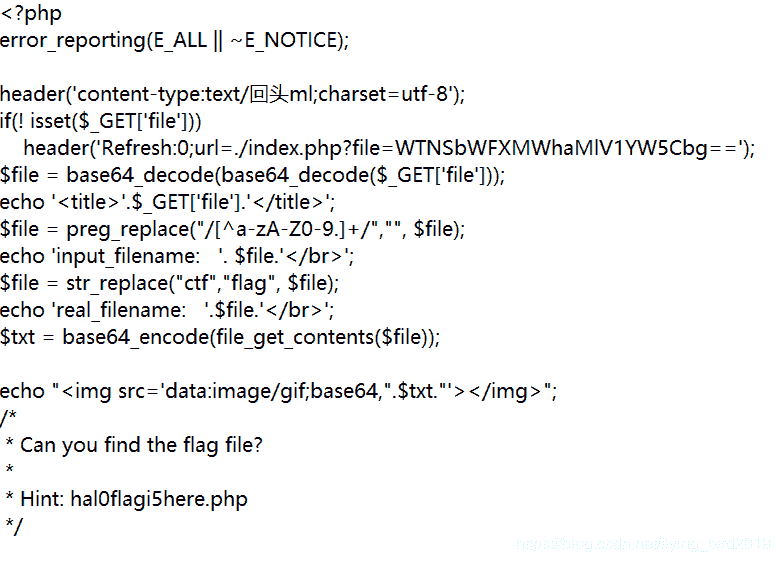 <?php
error_reporting(E_ALL || ~E_NOTICE);
header('content-type:text/回头ml;charset=utf-8');
if(! isset($_GET['file']))
header('Refresh:0;url=./index.php?file=WTNSbWFXMWhaMlV1YW5Cbg==');
$file = base64_decode(base64_decode($_GET['file']));
echo '<title>'.$_GET['file'].'</title>';
$file = preg_replace("/[^a-zA-Z0-9.]+/","", $file);
echo 'input_filename:   '. $file.'</br>';
$file = str_replace("ctf","flag", $file);
echo 'real_filename:   '.$file.'</br>';
$txt = base64_encode(file_get_contents($file));
echo "<img src='data:image/gif;base64,".$txt."'></img>";
/*
* Can you find the flag file?
*
* Hint: hal0flagi5here.php
*/